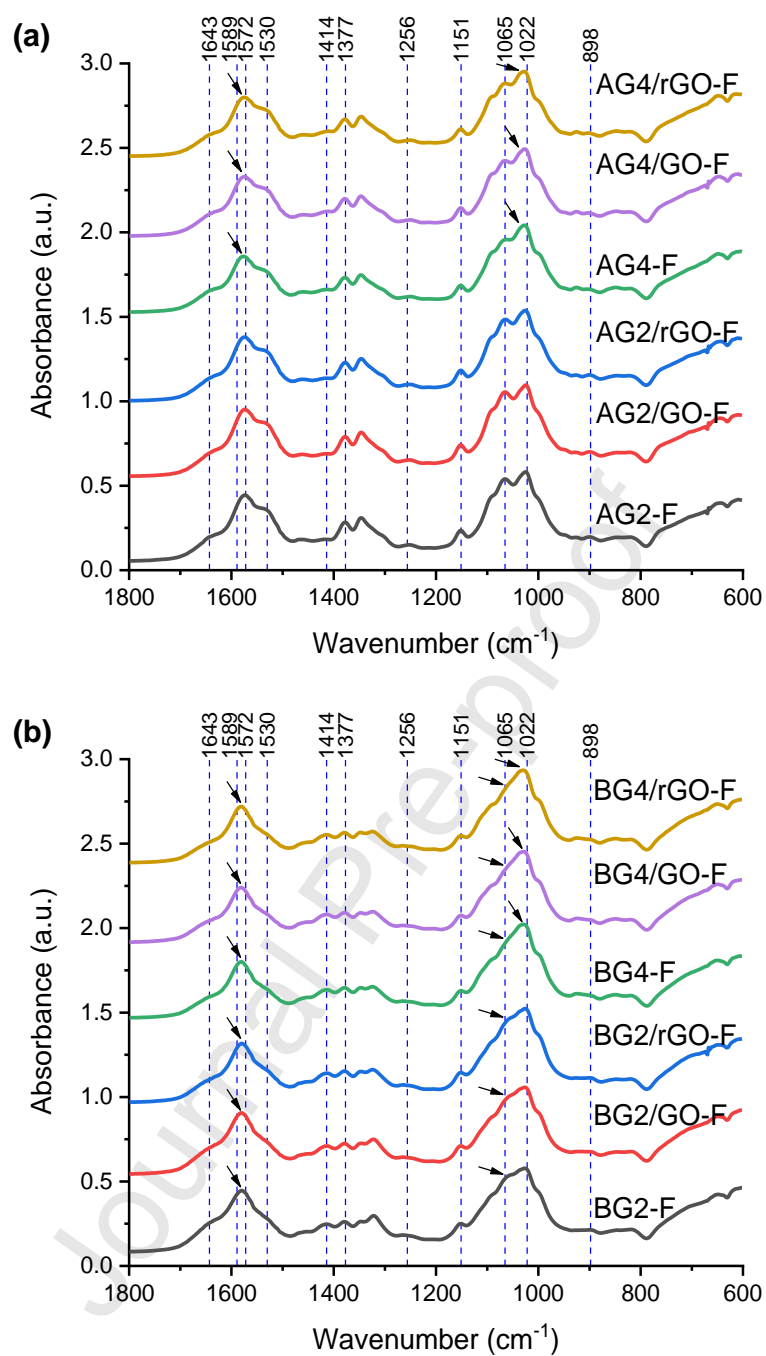 (a)
1643 1589 1572 1530 1414 1377 1256 1151 1065 1022 898
3.0
2.5
2.0
1.5
1.0
0.5
0.0
Absorbance (a.u.)
AG4/rGO-F
AG4/GO-F
AG4-F
AG2/rGO-F
AG2/GO-F
AG2-F
1800 1600 1400 1200 1000 800 600
Wavenumber (cm⁻¹)
(b)
1643 1589 1572 1530 1414 1377 1256 1151 1065 1022 898
3.0
2.5
2.0
1.5
1.0
0.5
0.0
Absorbance (a.u.)
BG4/rGO-F
BG4/GO-F
BG4-F
BG2/rGO-F
BG2/GO-F
BG2-F
1800 1600 1400 1200 1000 800 600
Wavenumber (cm⁻¹)
Journal Pre-proof